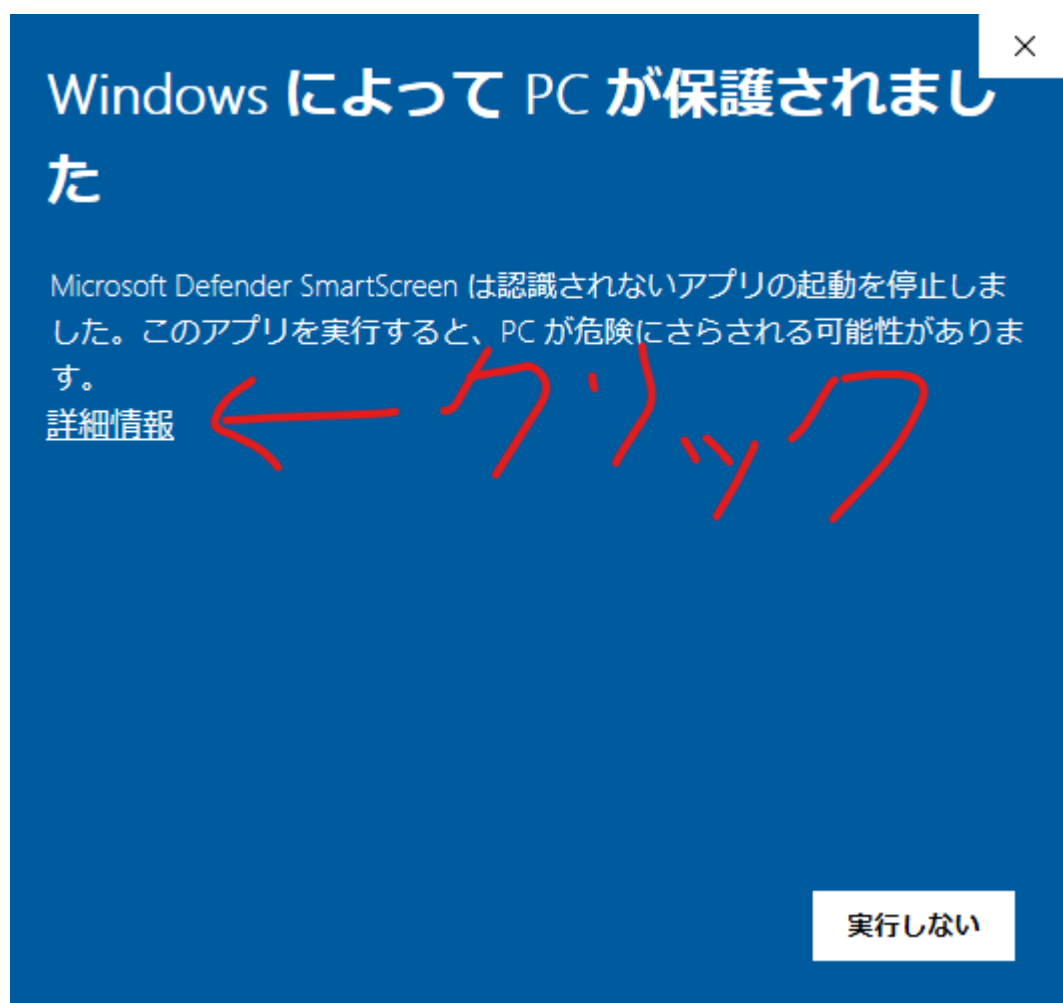 Windows によって PC が保護されまし
た
Microsoft Defender SmartScreen は認識されないアプリの起動を停止しま
した。このアプリを実行すると、PC が危険にさらされる可能性がありま
す。
詳細情報 ←クリック
実行しない